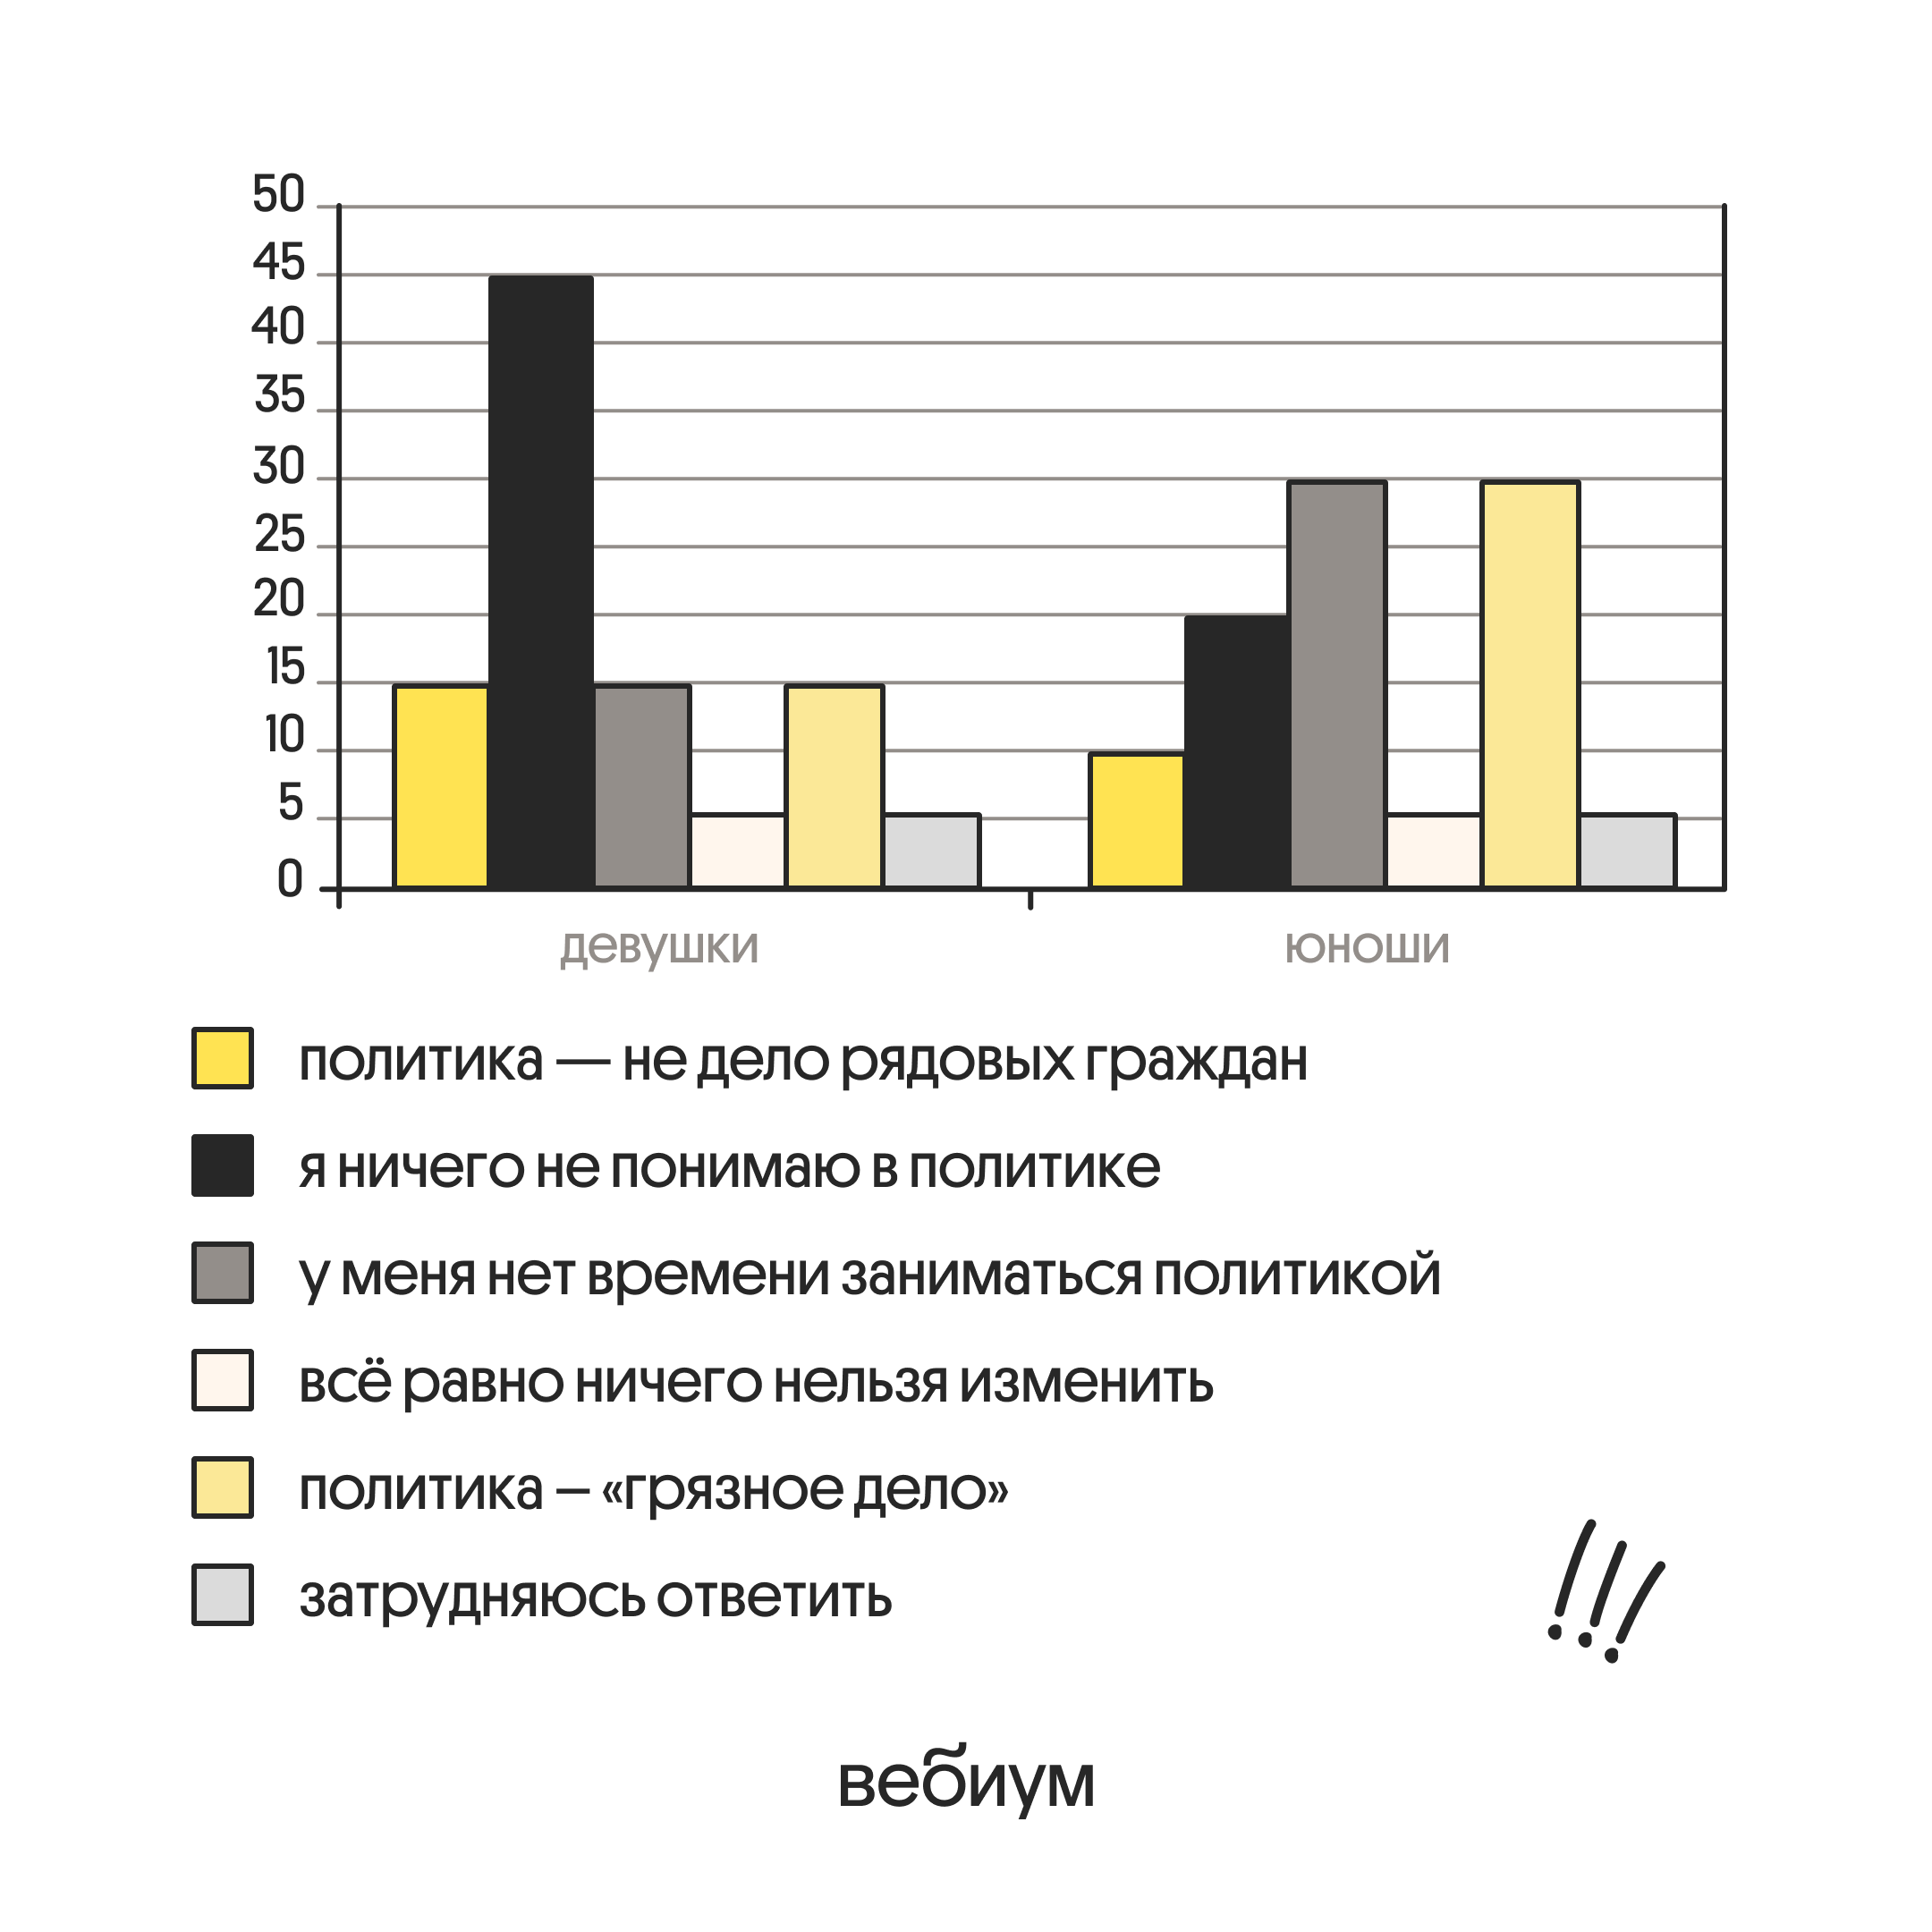 50
45
40
35
30
25
20
15
10
5
0
девушки юноши
политика — не дело рядовых граждан
я ничего не понимаю в политике
у меня нет времени заниматься политикой
всё равно ничего нельзя изменить
политика – «грязное дело»
затрудняюсь ответить
!!!
вебиум